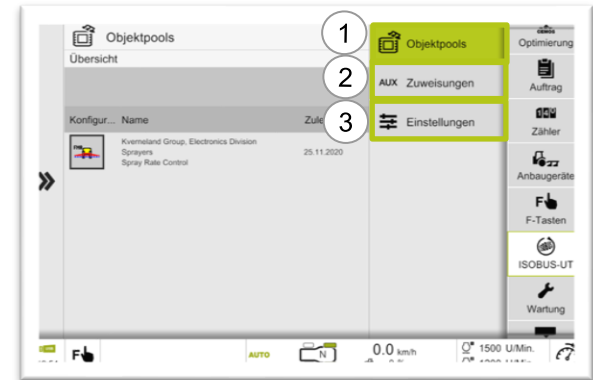 Objektpools
Übersicht
Konfigur... Name
Kverneland Group, Electronics Division
Sprayers
Spray Rate Control
25.11.2020
1
Objektpools
2
AUX Zuweisungen
3
Einstellungen
CEMOS
Optimierung
Auftrag
Zähler
Anbaugeräte
F
F-Tasten
ISOBUS-UT
Wartung
F
AUTO
N
0.0 km/h
1500 U/Min.